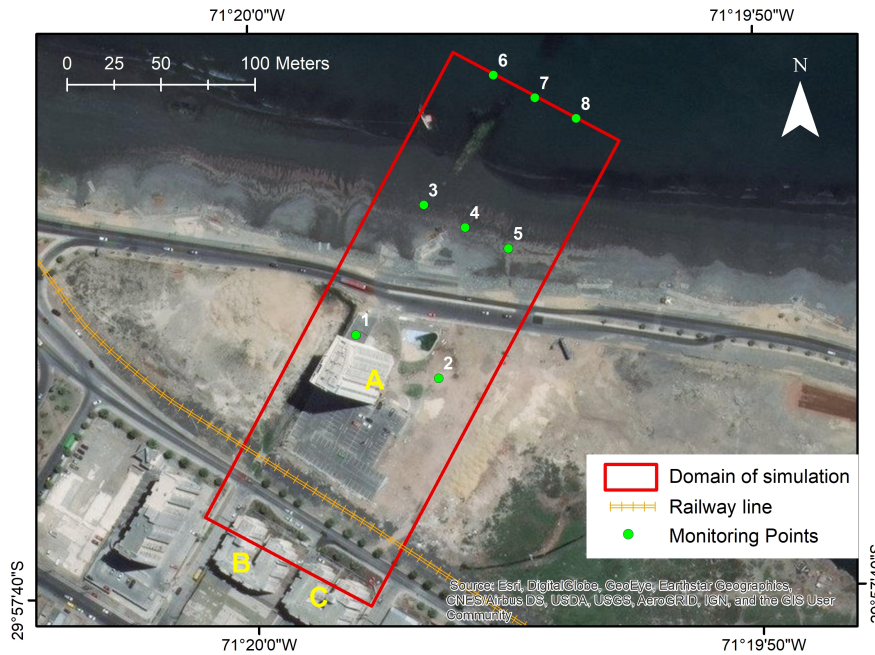 71°20'0"W 71°19'50"W
0 25 50 100 Meters
N
6
7
8
3
4
5
1
2
A
B
C
Domain of simulation
Railway line
Monitoring Points
Source: Esri, DigitalGlobe, GeoEye, Earthstar Geographics,
CNES/Airbus DS, USDA, USGS, AeroGRID, IGN, and the GIS User
Community
29°57'40"S
71°20'0"W 71°19'50"W